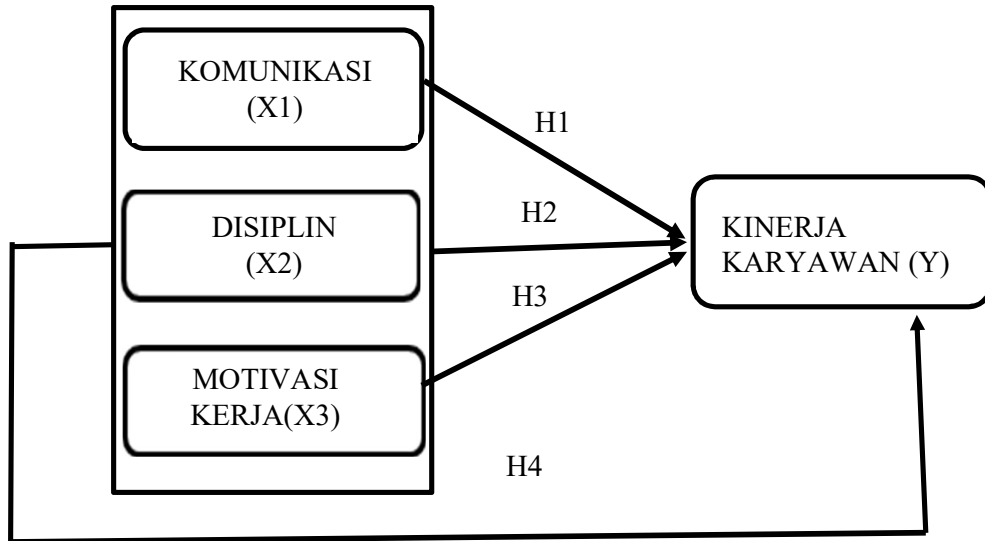 KOMUNIKASI
(X1)
H1
DISIPLIN
(X2)
H2
KINERJA
KARYAWAN (Y)
H3
MOTIVASI
KERJA(X3)
H4